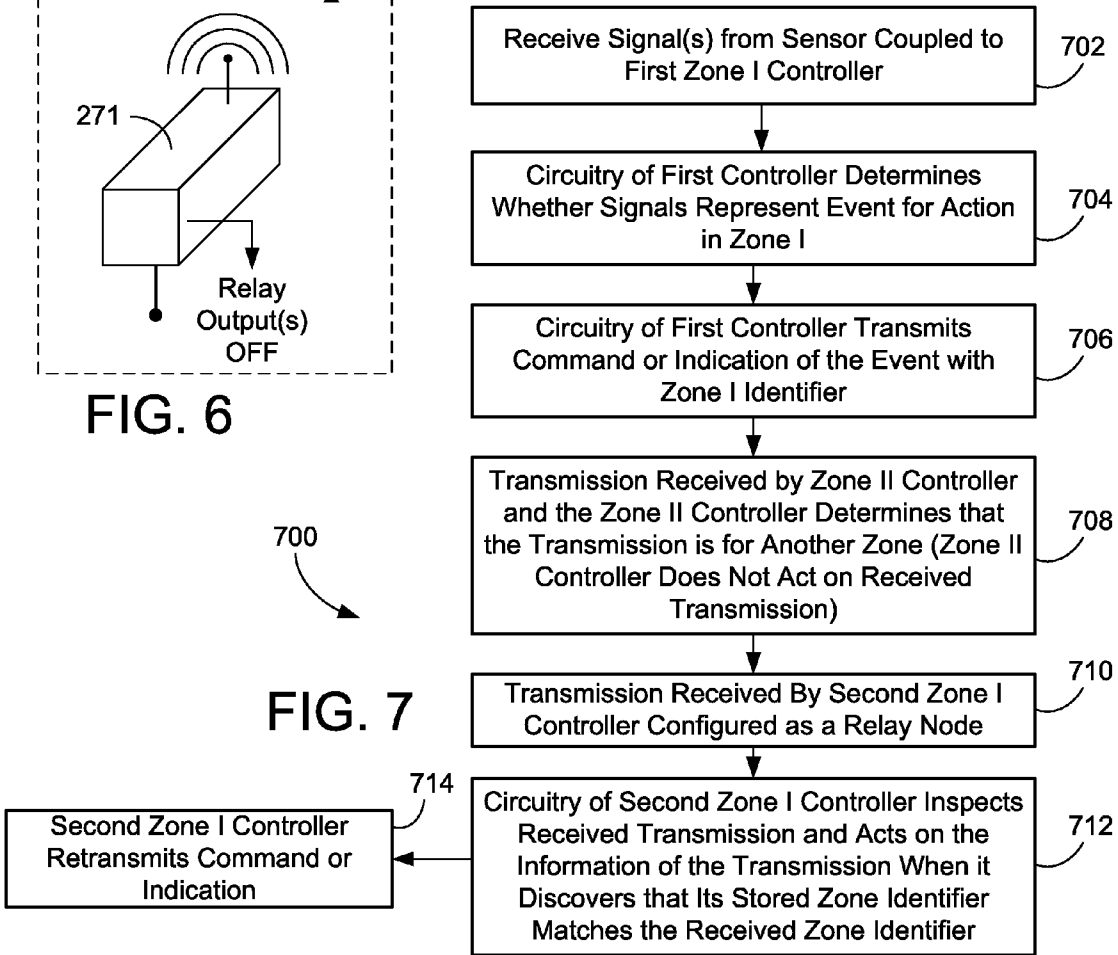 271
Relay
Output(s)
OFF
FIG. 6
Receive Signal(s) from Sensor Coupled to
First Zone I Controller
702
Circuitry of First Controller Determines
Whether Signals Represent Event for Action
in Zone I
704
Circuitry of First Controller Transmits
Command or Indication of the Event with
Zone I Identifier
706
Transmission Received by Zone II Controller
and the Zone II Controller Determines that
the Transmission is for Another Zone (Zone II
Controller Does Not Act on Received
Transmission)
708
700
FIG. 7
Transmission Received By Second Zone I
Controller Configured as a Relay Node
710
Circuitry of Second Zone I Controller Inspects
Received Transmission and Acts on the
Information of the Transmission When it
Discovers that Its Stored Zone Identifier
Matches the Received Zone Identifier
712
714
Second Zone I Controller
Retransmits Command or
Indication